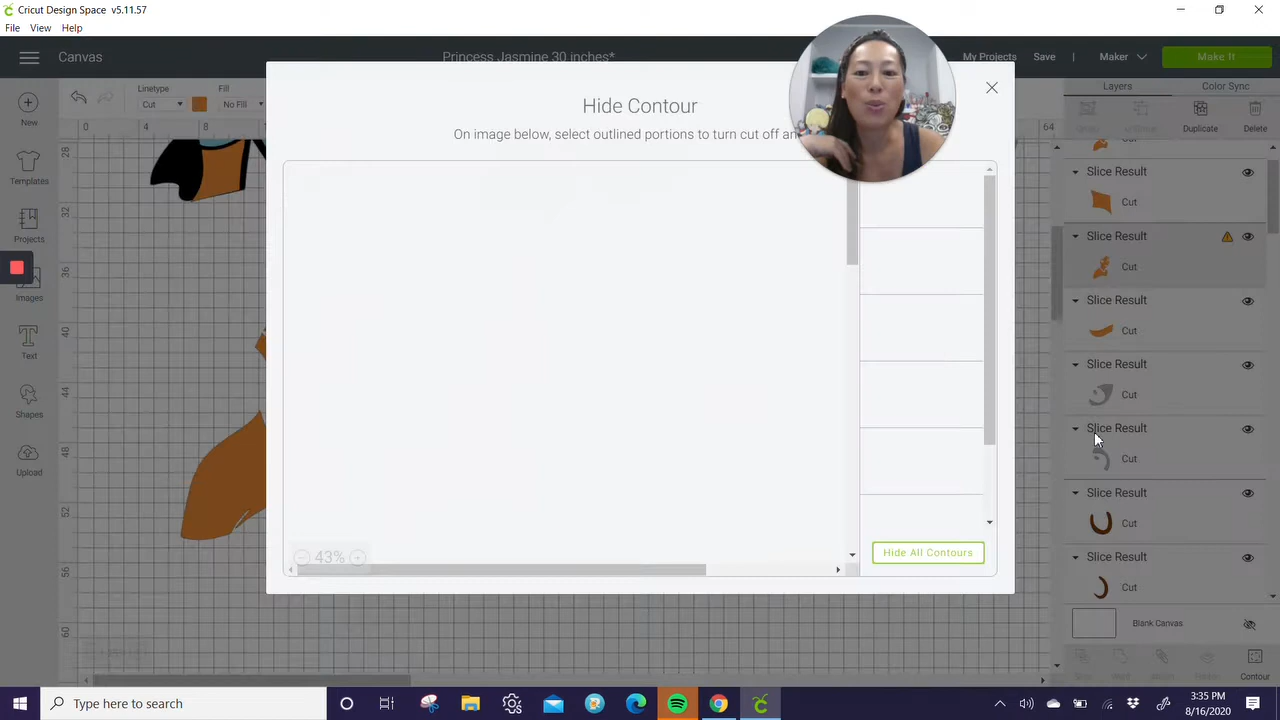 Cricut Design Space v5.11.57
File View Help
Canvas
Princess Jasmine 30 inches*
My Projects Save | Maker Make It
New
Templates
Projects
Images
Text
Shapes
Upload
Linetype
Cut
Fill
No Fill
0 4 8 64
28
32
36
40
44
48
52
56
60
Hide Contour
On image below, select outlined portions to turn cut off an
43%
Hide All Contours
Layers Color Sync
Duplicate Delete
Slice Result
Cut
Slice Result
Cut
Slice Result
Cut
Slice Result
Cut
Slice Result
Cut
Slice Result
Cut
Slice Result
Cut
Blank Canvas
Contour
Type here to search
3:35 PM
8/16/2020